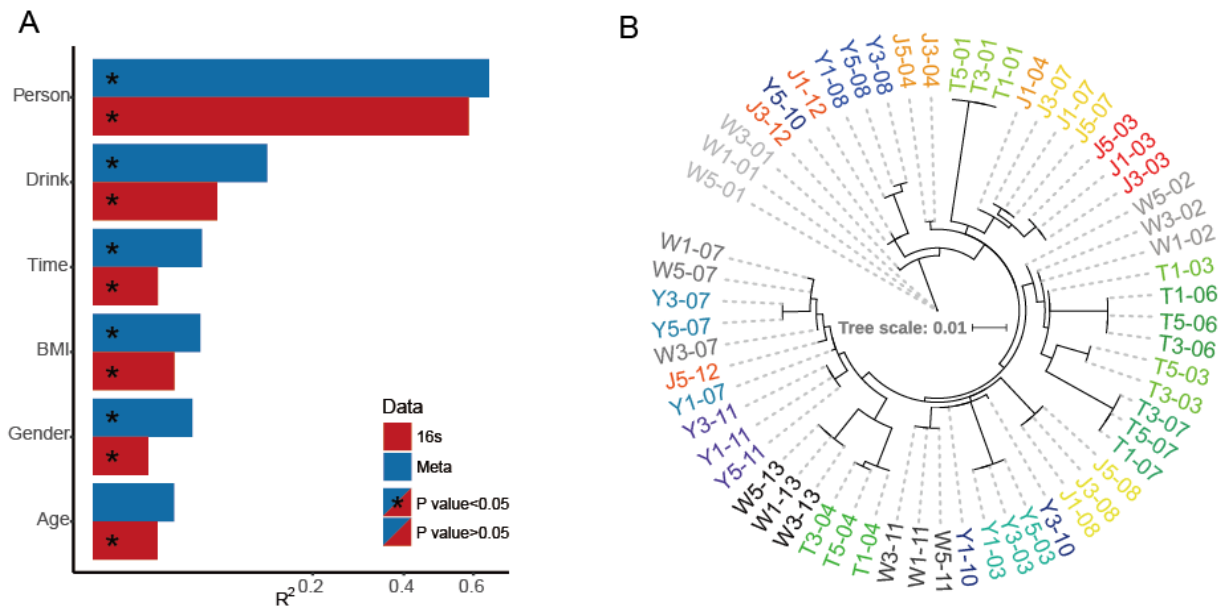 A
Person
*
*
Drink
*
*
Time
*
*
BMI
*
*
Gender
*
*
Age
*
Data
16s
Meta
* P value<0.05
P value>0.05
0.2
0.4
0.6
R²
B
W5-01
W1-01
W3-01
J3-12
Y5-10
J1-12
Y1-08
Y5-08
Y3-08
J5-04
J3-04
T5-01
T3-01
T1-01
J1-04
J3-07
J1-07
J5-07
J5-03
J1-03
J3-03
W5-02
W3-02
W1-02
T1-03
T1-06
T5-06
T3-06
T5-03
T3-03
T3-07
T5-07
T1-07
J5-08
J3-08
J1-08
Y3-10
Y5-03
Y3-03
Y1-03
Y1-10
W5-11
W1-11
W3-11
T1-04
T5-04
T3-04
W3-13
W1-13
W5-13
Y5-11
Y1-11
Y3-11
Y1-07
J5-12
W3-07
Y5-07
Y3-07
W5-07
W1-07
Tree scale: 0.01